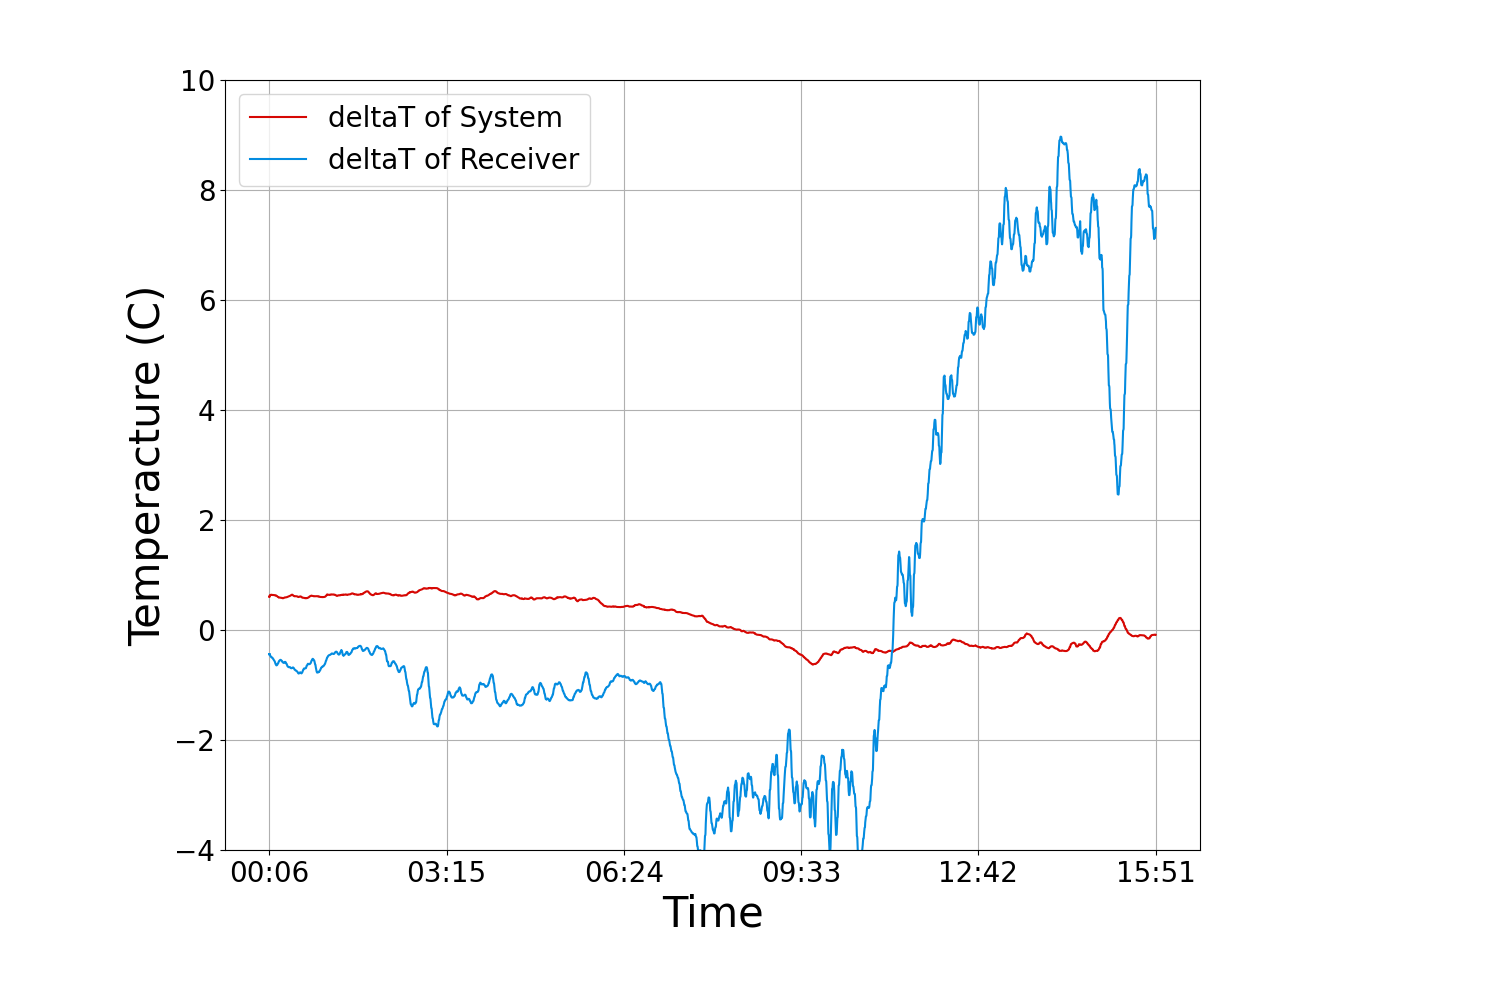 10
8
6
4
2
0
−2
−4
deltaT of System
deltaT of Receiver
Temperacture (C)
00:06 03:15 06:24 09:33 12:42 15:51
Time